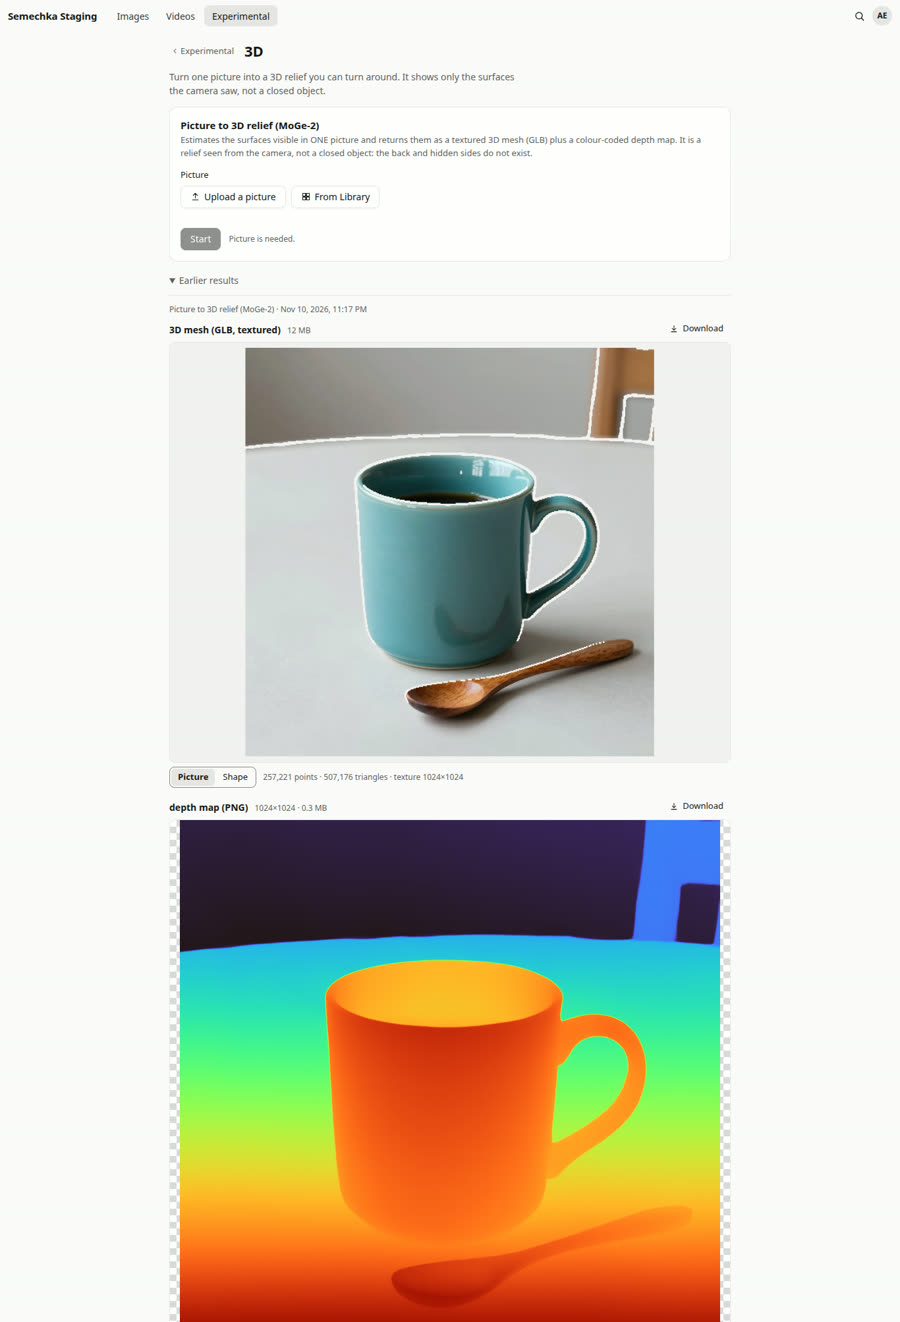 Semechka Staging Images Videos Experimental AE
Experimental 3D
Turn one picture into a 3D relief you can turn around. It shows only the surfaces
the camera saw, not a closed object.
Picture to 3D relief (MoGe-2)
Estimates the surfaces visible in ONE picture and returns them as a textured 3D mesh (GLB) plus a colour-coded depth map. It is a
relief seen from the camera, not a closed object: the back and hidden sides do not exist.
Picture
Upload a picture From Library
Start Picture is needed.
Earlier results
Picture to 3D relief (MoGe-2) · Nov 10, 2026, 11:17 PM
3D mesh (GLB, textured) 12 MB Download
Picture Shape 257,221 points · 507,176 triangles · texture 1024×1024
depth map (PNG) 1024×1024 · 0.3 MB Download